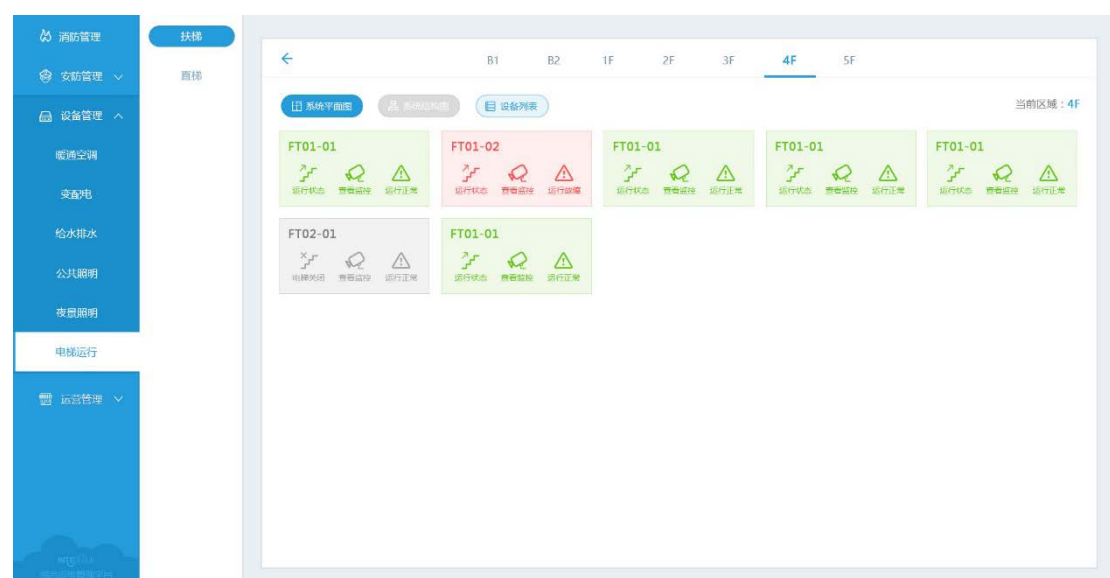 消防管理
安防管理
设备管理
暖通空调
变配电
给水排水
公共照明
夜景照明
电梯运行
运营管理
扶梯
直梯
B1 B2 1F 2F 3F 4F 5F
系统平面图 系统结构图 设备列表
当前区域：4F
FT01-01 FT01-02 FT01-01 FT01-01 FT01-01
运行状态 查看监控 运行正常 运行状态 查看监控 运行故障 运行状态 查看监控 运行正常 运行状态 查看监控 运行正常 运行状态 查看监控 运行正常
FT02-01 FT01-01
电梯关闭 查看监控 运行正常 运行状态 查看监控 运行正常